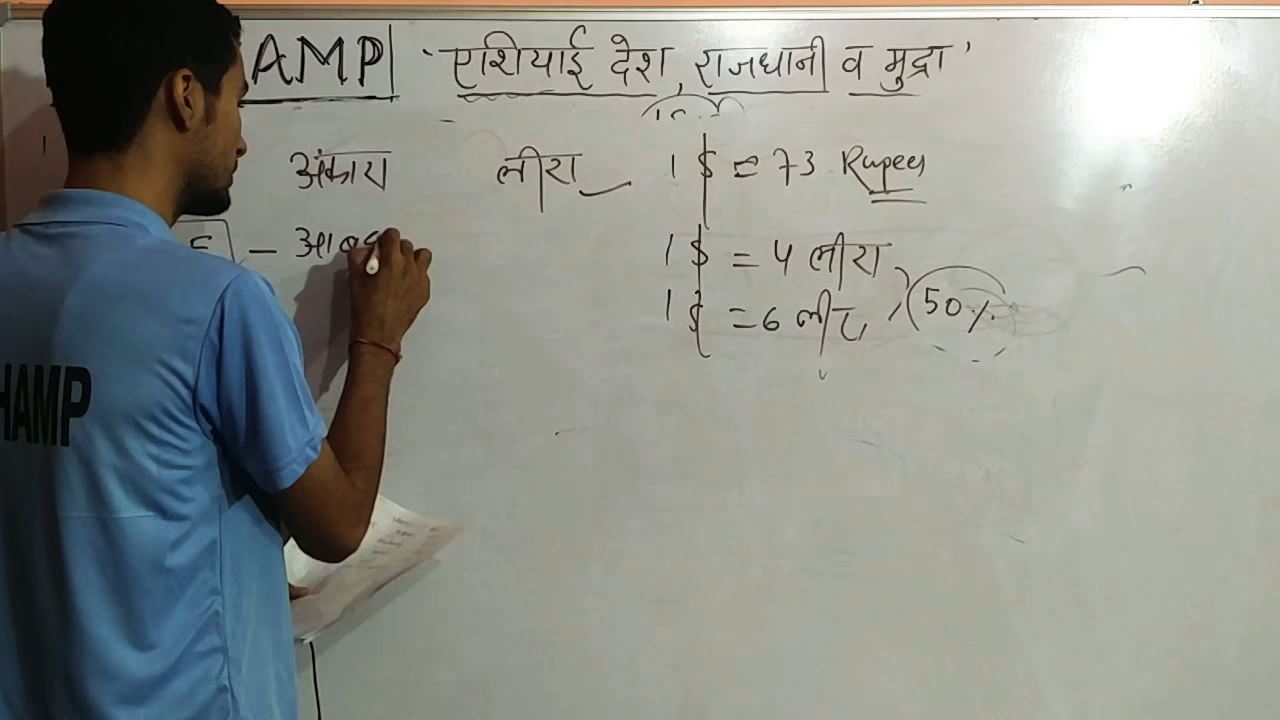 AMP 'एशियाई देश, राजधानी व मुद्रा'
अंकारा लीरा 1 $ = 73 Rupees
1 $ = 4 लीरा
1 $ = 6 लीरा 50%
HAMP